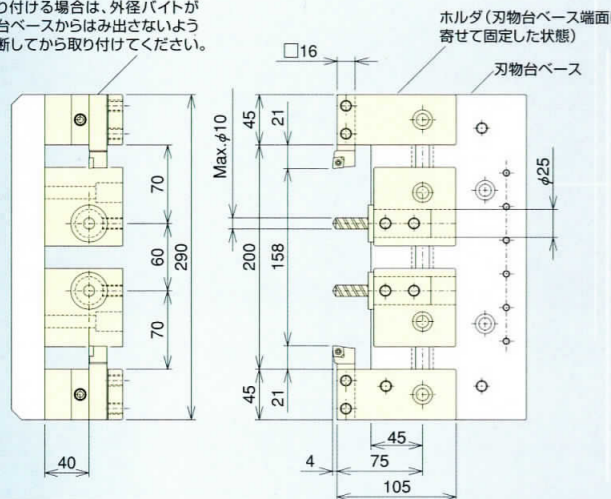 り付ける場合は、外径バイトが
台ベースからはみ出さないよう
断してから取り付けてください。
ホルダ(刃物台ベース端面
寄せて固定した状態)
刃物台ベース
□16
45
21
Max.φ10
φ25
70
60
290
70
200
158
45
21
40
4
45
75
105